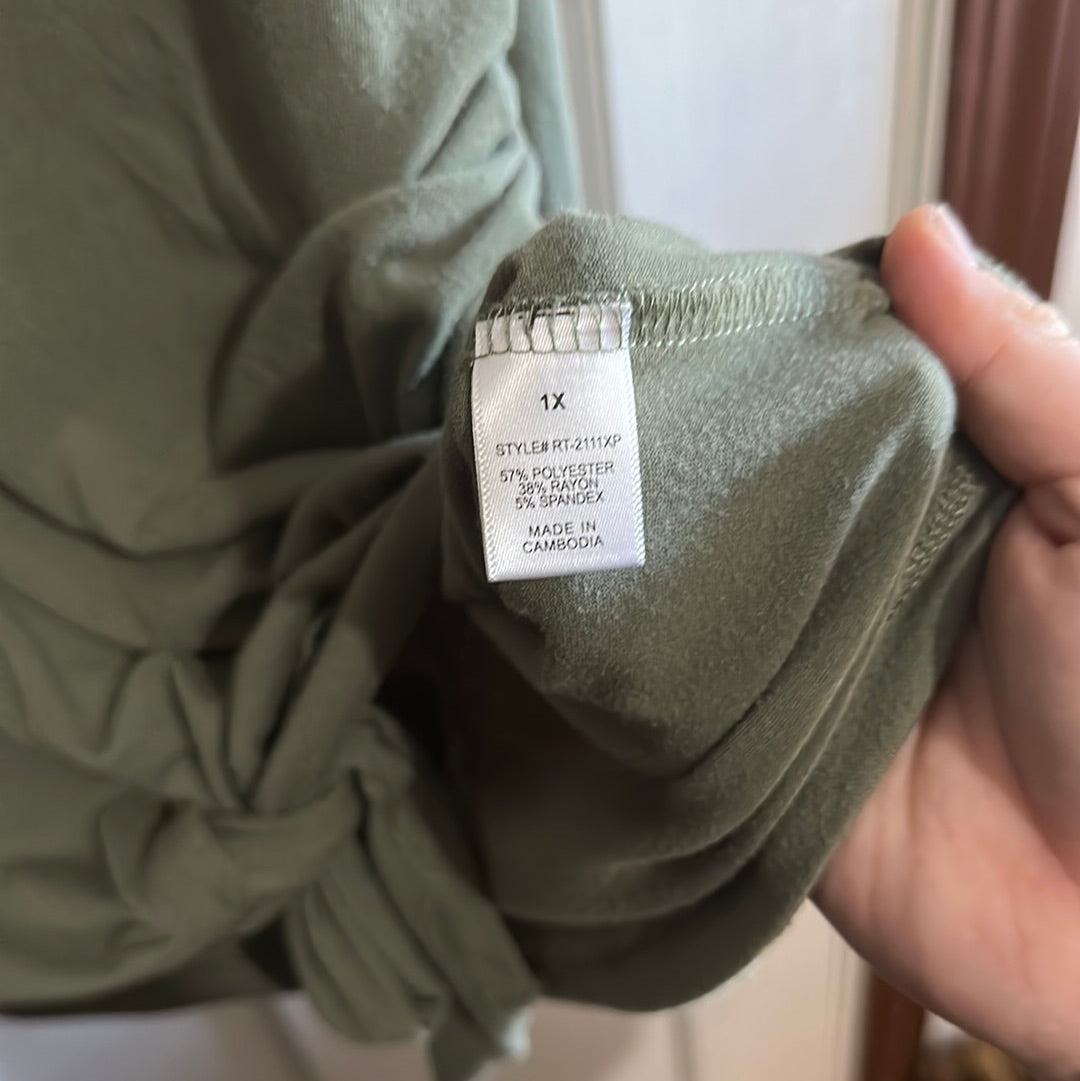 1X
STYLE# RT-2111XP
57% POLYESTER
38% RAYON
5% SPANDEX
MADE IN
CAMBODIA